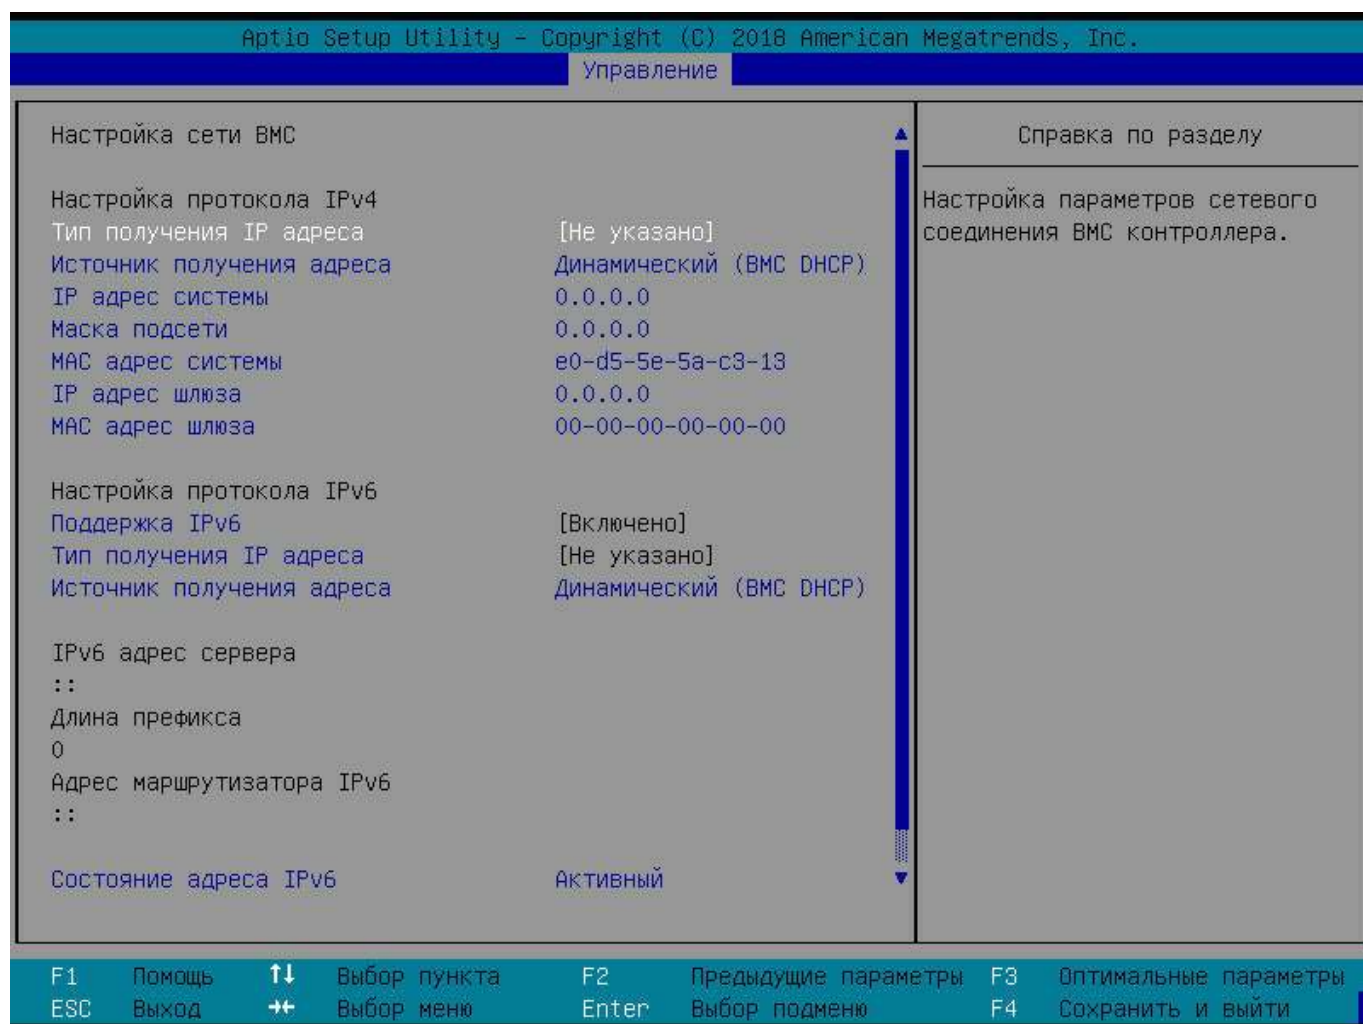 Aptio Setup Utility – Copyright (C) 2018 American Megatrends, Inc.
Управление
Настройка сети BMC
Настройка протокола IPv4
Тип получения IP адреса [Не указано]
Источник получения адреса Динамический (BMC DHCP)
IP адрес системы 0.0.0.0
Маска подсети 0.0.0.0
MAC адрес системы e0-d5-5e-5a-c3-13
IP адрес шлюза 0.0.0.0
MAC адрес шлюза 00-00-00-00-00-00
Настройка протокола IPv6
Поддержка IPv6 [Включено]
Тип получения IP адреса [Не указано]
Источник получения адреса Динамический (BMC DHCP)
IPv6 адрес сервера
::
Длина префикса
0
Адрес маршрутизатора IPv6
::
Состояние адреса IPv6 Активный
Справка по разделу
Настройка параметров сетевого
соединения BMC контроллера.
F1 Помощь ↑↓ Выбор пункта F2 Предыдущие параметры F3 Оптимальные параметры
ESC Выход →← Выбор меню Enter Выбор подменю F4 Сохранить и выйти